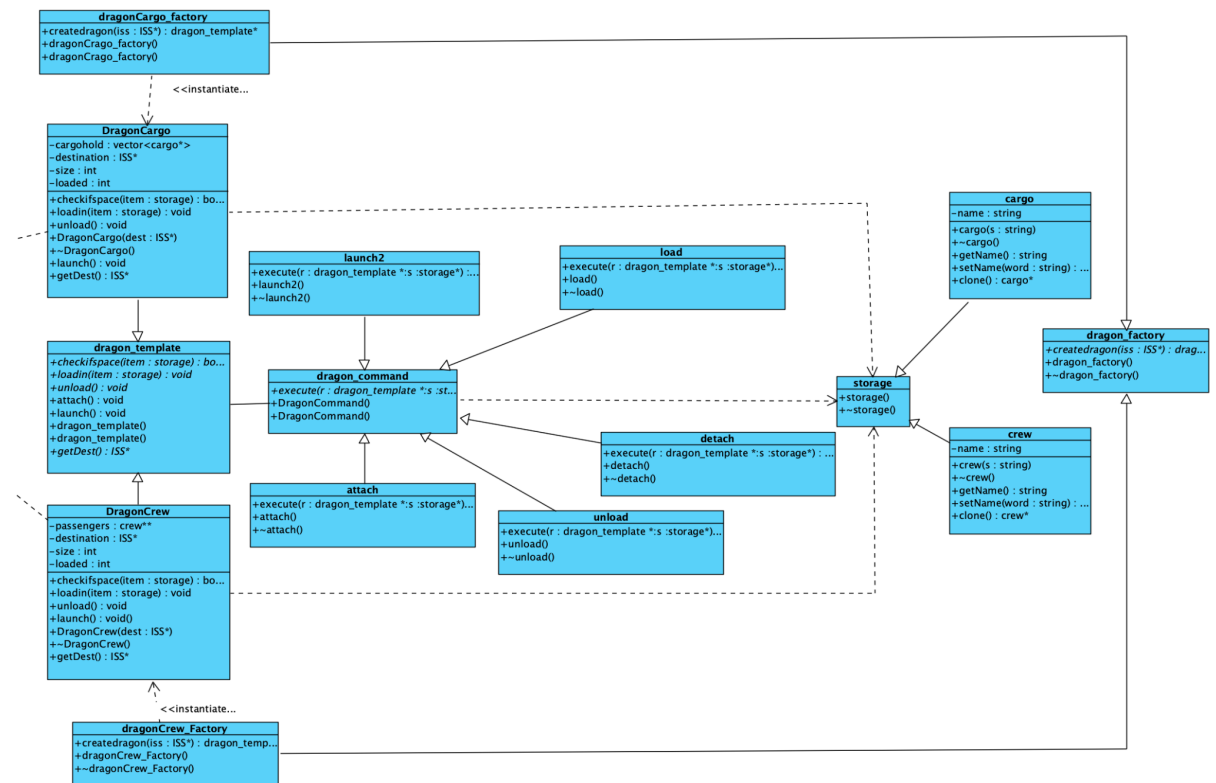 dragonCargo_factory
+createdragon(iss : ISS*) : dragon_template*
+dragonCrago_factory()
+dragonCrago_factory()
<<instantiate...
DragonCargo
-cargohold : vector<cargo*>
-destination : ISS*
-size : int
-loaded : int
+checkifspace(item : storage) : bo...
+loadin(item : storage) : void
+unload() : void
+DragonCargo(dest : ISS*)
+~DragonCargo()
+launch() : void
+getDest() : ISS*
dragon_template
+checkifspace(item : storage) : bo...
+loadin(item : storage) : void
+unload() : void
+attach() : void
+launch() : void
+dragon_template()
+dragon_template()
+getDest() : ISS*
DragonCrew
-passengers : crew**
-destination : ISS*
-size : int
-loaded : int
+checkifspace(item : storage) : bo...
+loadin(item : storage) : void
+unload() : void
+launch() : void()
+DragonCrew(dest : ISS*)
+~DragonCrew()
+getDest() : ISS*
<<instantiate...
dragonCrew_Factory
+createdragon(iss : ISS*) : dragon_temp...
+dragonCrew_Factory()
+~dragonCrew_Factory()
launch2
+execute(r : dragon_template *:s :storage*) :...
+launch2()
+~launch2()
load
+execute(r : dragon_template *:s :storage*)...
+load()
+~load()
dragon_command
+execute(r : dragon_template *:s :st...
+DragonCommand()
+DragonCommand()
detach
+execute(r : dragon_template *:s :storage*) : ...
+detach()
+~detach()
attach
+execute(r : dragon_template *:s :storage*)...
+attach()
+~attach()
unload
+execute(r : dragon_template *:s :storage*)...
+unload()
+~unload()
storage
+storage()
+~storage()
cargo
-name : string
+cargo(s : string)
+~cargo()
+getName() : string
+setName(word : string) : ...
+clone() : cargo*
dragon_factory
+createdragon(iss : ISS*) : drag...
+dragon_factory()
+~dragon_factory()
crew
-name : string
+crew(s : string)
+~crew()
+getName() : string
+setName(word : string) : ...
+clone() : crew*